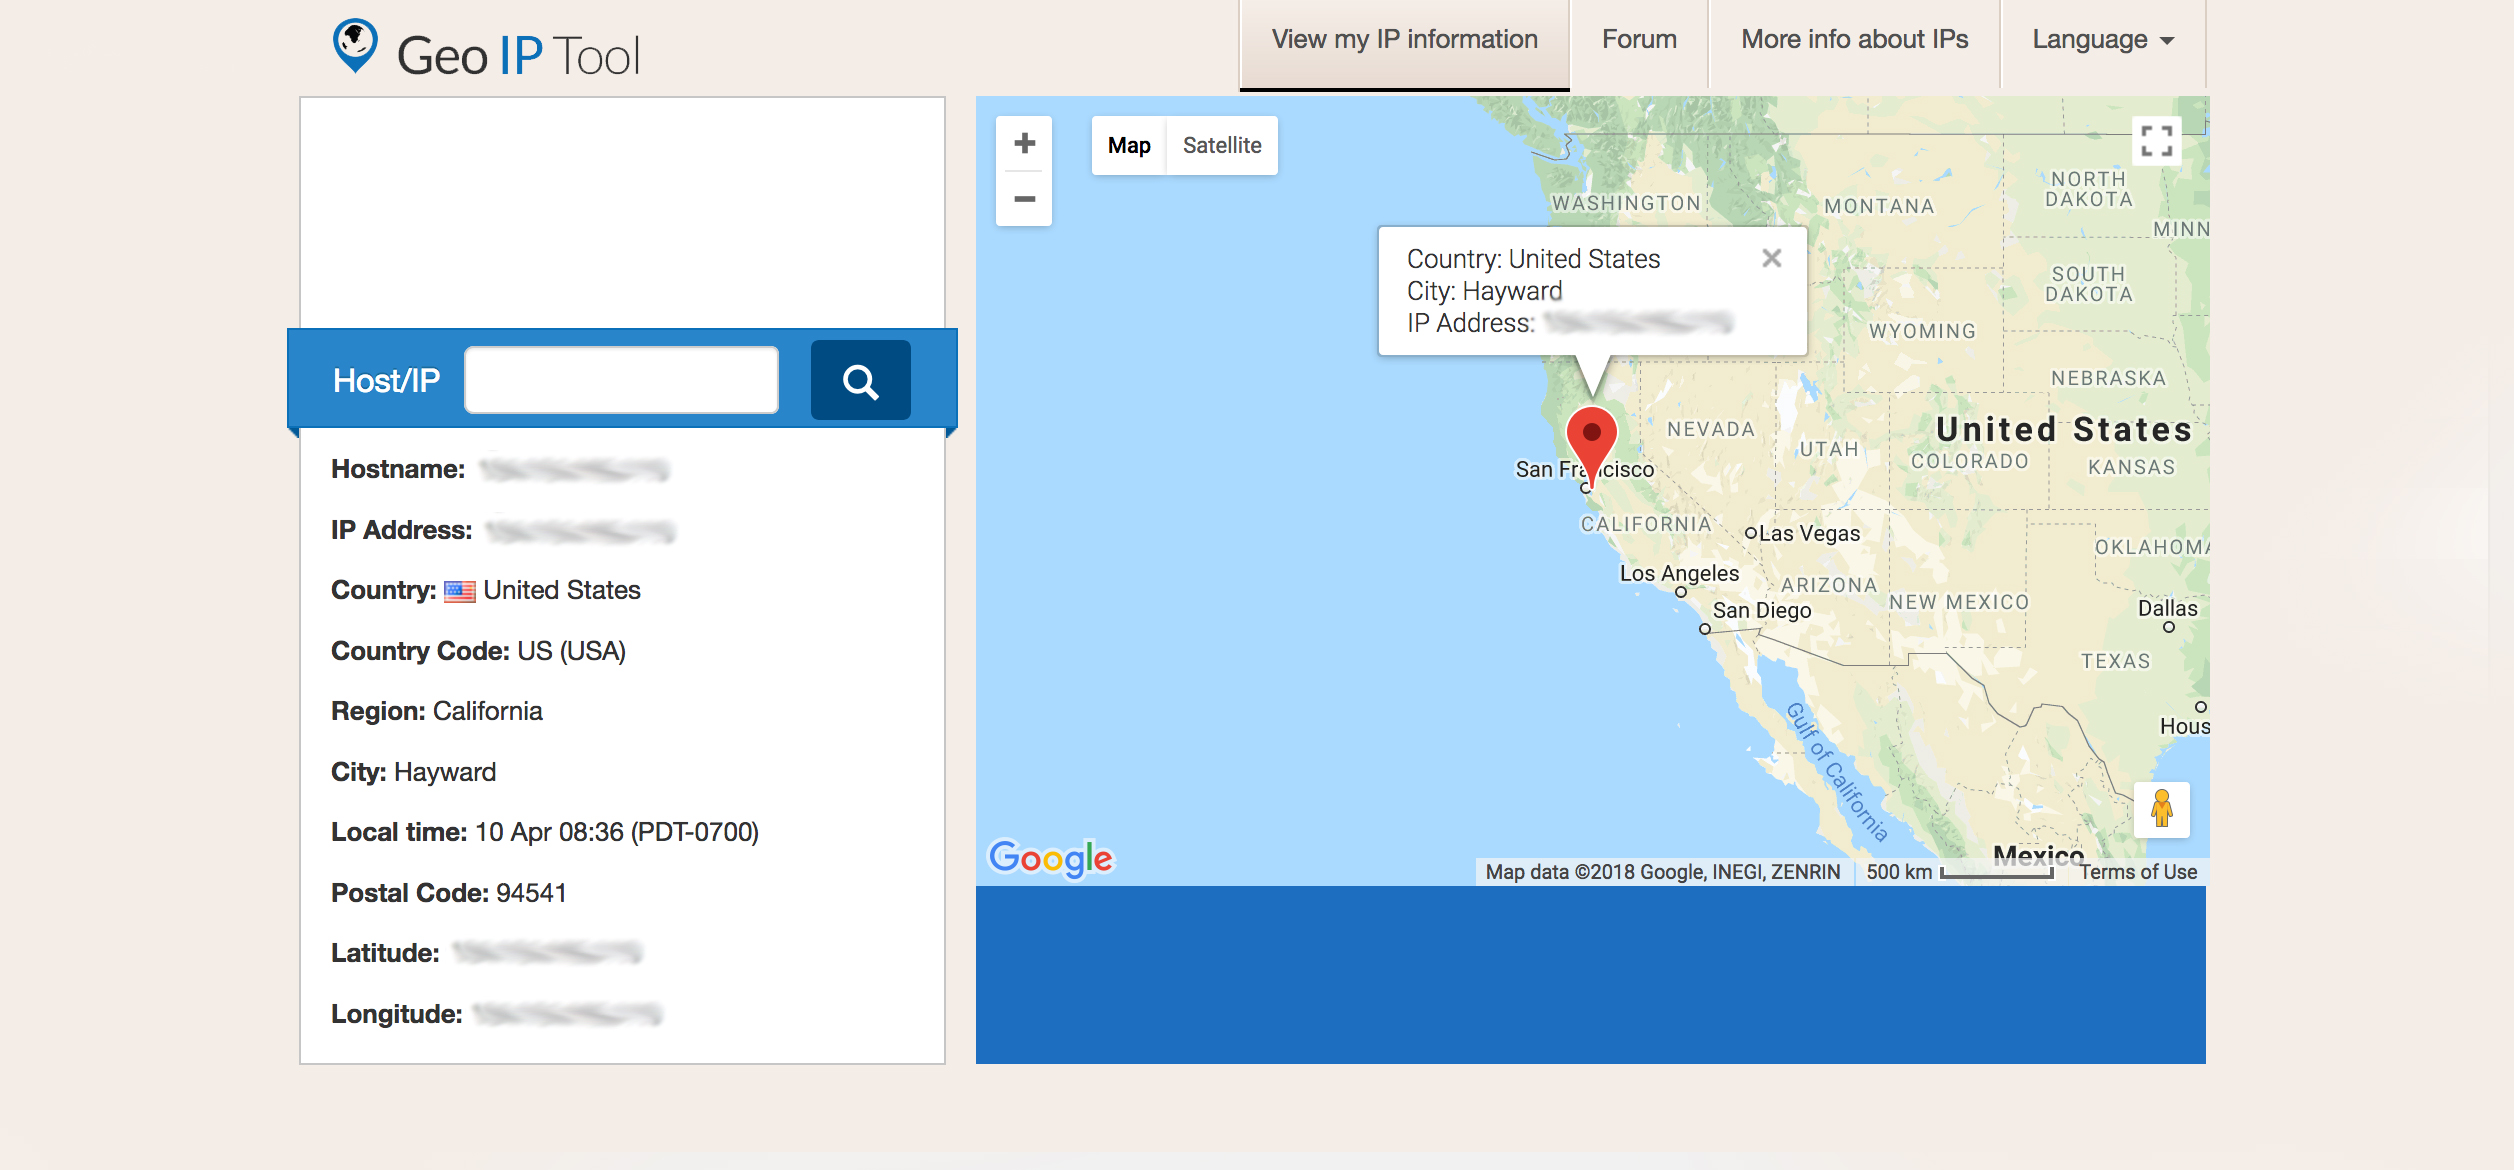 Geo IP Tool
View my IP information
Forum
More info about IPs
Language
Host/IP
Hostname:
IP Address:
Country: United States
Country Code: US (USA)
Region: California
City: Hayward
Local time: 10 Apr 08:36 (PDT-0700)
Postal Code: 94541
Latitude:
Longitude:
+
−
Map
Satellite
Country: United States
City: Hayward
IP Address:
WASHINGTON
MONTANA
NORTH
DAKOTA
MINN
SOUTH
DAKOTA
WYOMING
NEBRASKA
United States
NEVADA
UTAH
COLORADO
KANSAS
San Francisco
CALIFORNIA
Las Vegas
OKLAHOMA
Los Angeles
ARIZONA
NEW MEXICO
San Diego
Dallas
TEXAS
Hous
Gulf of California
Mexico
Google
Map data ©2018 Google, INEGI, ZENRIN
500 km
Terms of Use